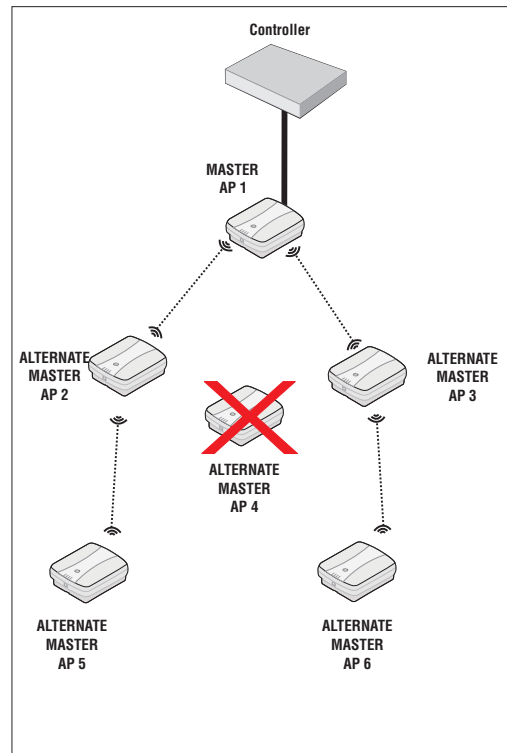 Controller
MASTER
AP 1
ALTERNATE
MASTER
AP 2
ALTERNATE
MASTER
AP 3
ALTERNATE
MASTER
AP 4
ALTERNATE
MASTER
AP 5
ALTERNATE
MASTER
AP 6